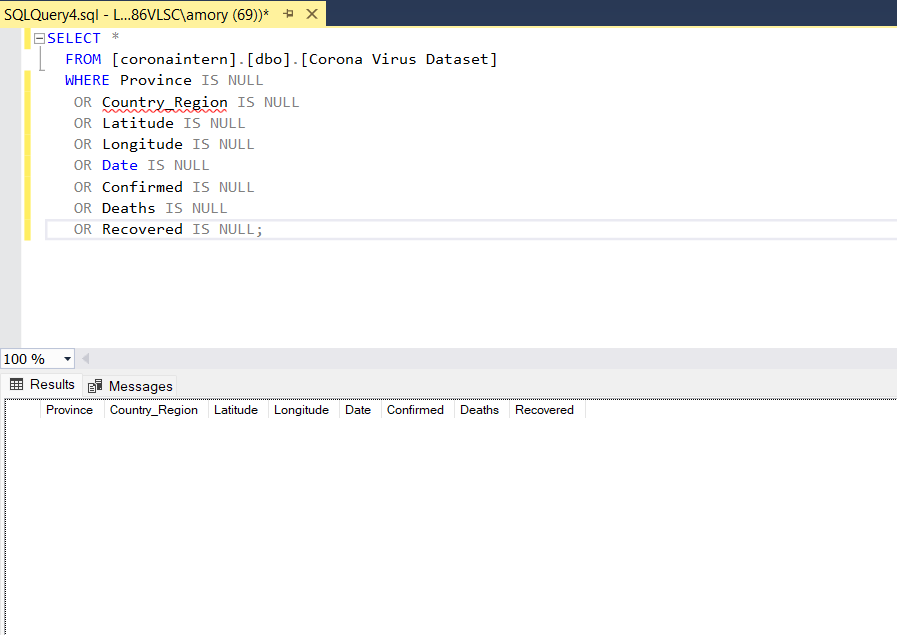 SQLQuery4.sql - L...86VLSC\amory (69))*
SELECT *
FROM [coronaintern].[dbo].[Corona Virus Dataset]
WHERE Province IS NULL
OR Country_Region IS NULL
OR Latitude IS NULL
OR Longitude IS NULL
OR Date IS NULL
OR Confirmed IS NULL
OR Deaths IS NULL
OR Recovered IS NULL;
100 %
Results Messages
Province Country_Region Latitude Longitude Date Confirmed Deaths Recovered